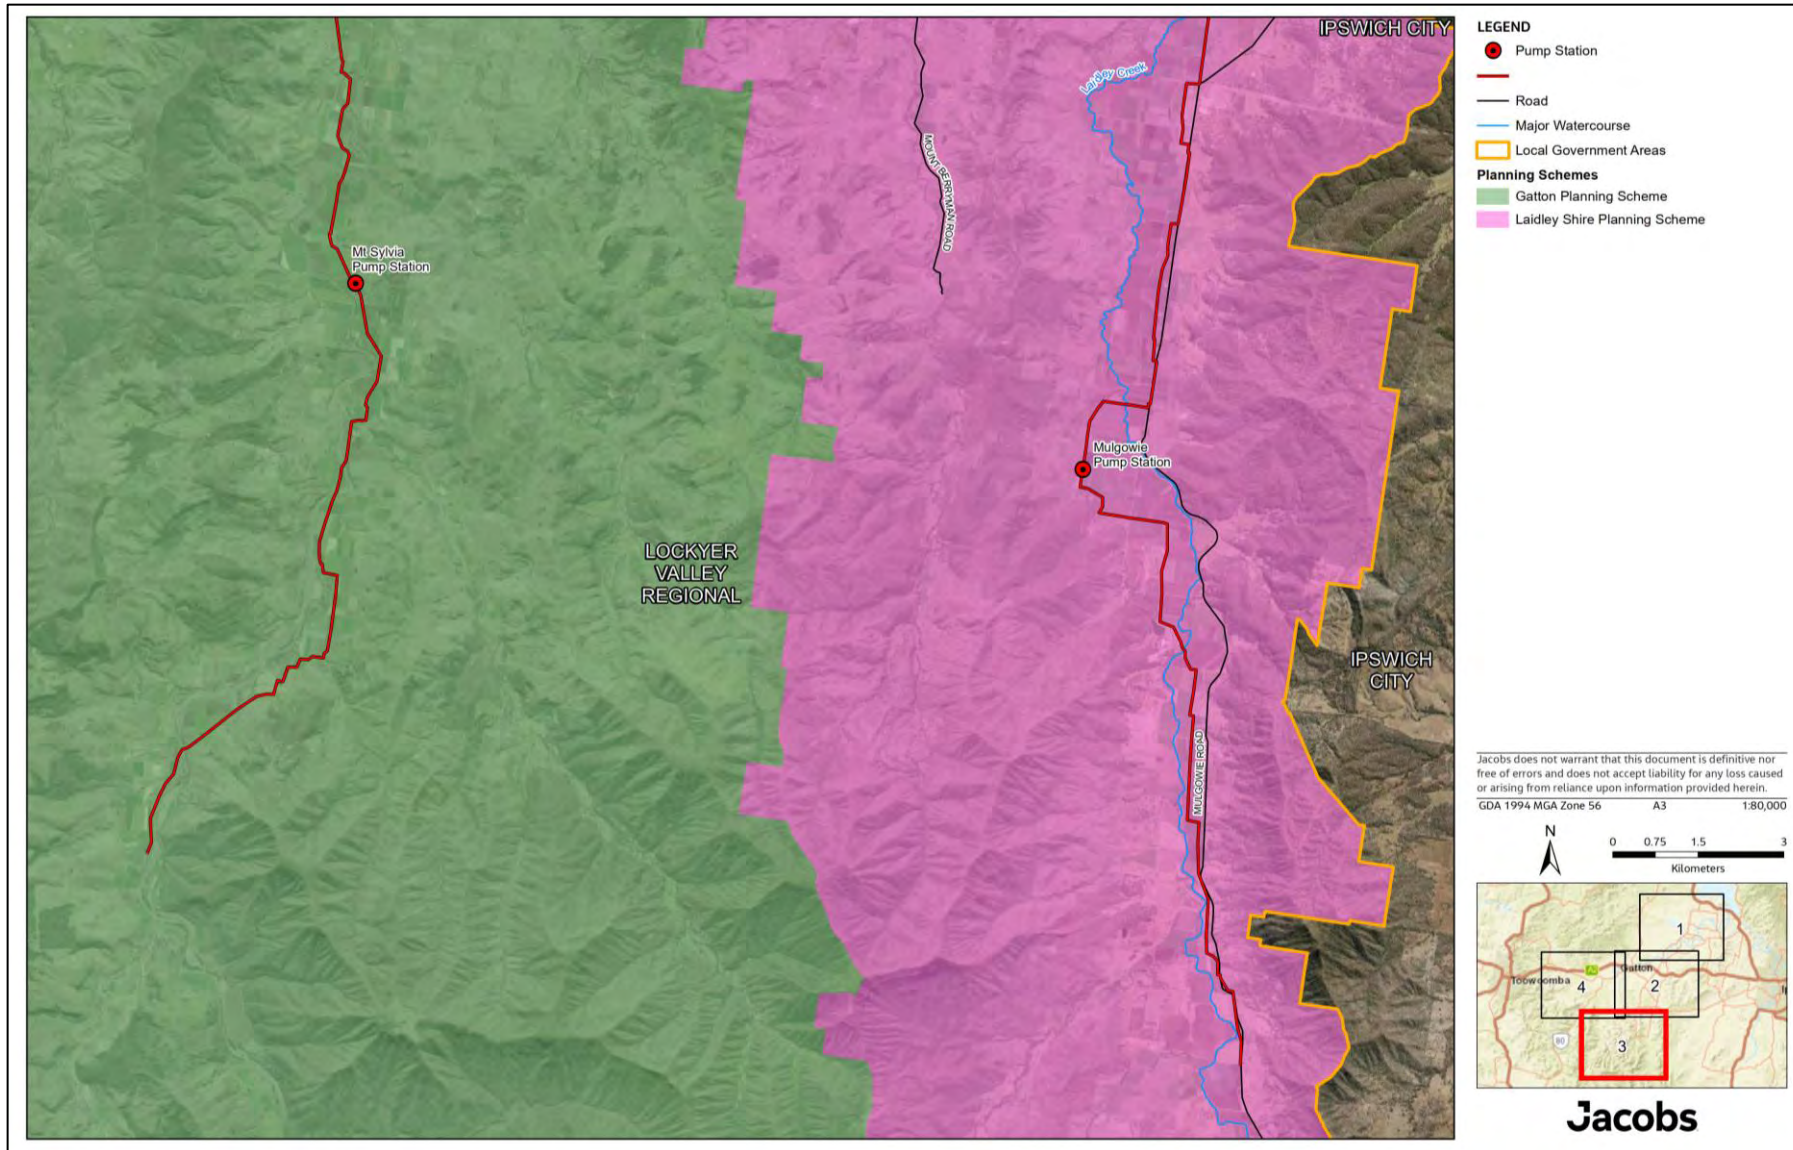 IPSWICH CITY
Laidley Creek
MOUNT BERRYMAN ROAD
Mt Sylvia
Pump Station
Mulgowie
Pump Station
LOCKYER
VALLEY
REGIONAL
IPSWICH
CITY
MULGOWIE ROAD
LEGEND
Pump Station
Road
Major Watercourse
Local Government Areas
Planning Schemes
Gatton Planning Scheme
Laidley Shire Planning Scheme
Jacobs does not warrant that this document is definitive nor
free of errors and does not accept liability for any loss caused
or arising from reliance upon information provided herein.
GDA 1994 MGA Zone 56 A3 1:80,000
N
0 0.75 1.5 3
Kilometers
1
Gatton
Toowoomba
4
2
80
3
Jacobs